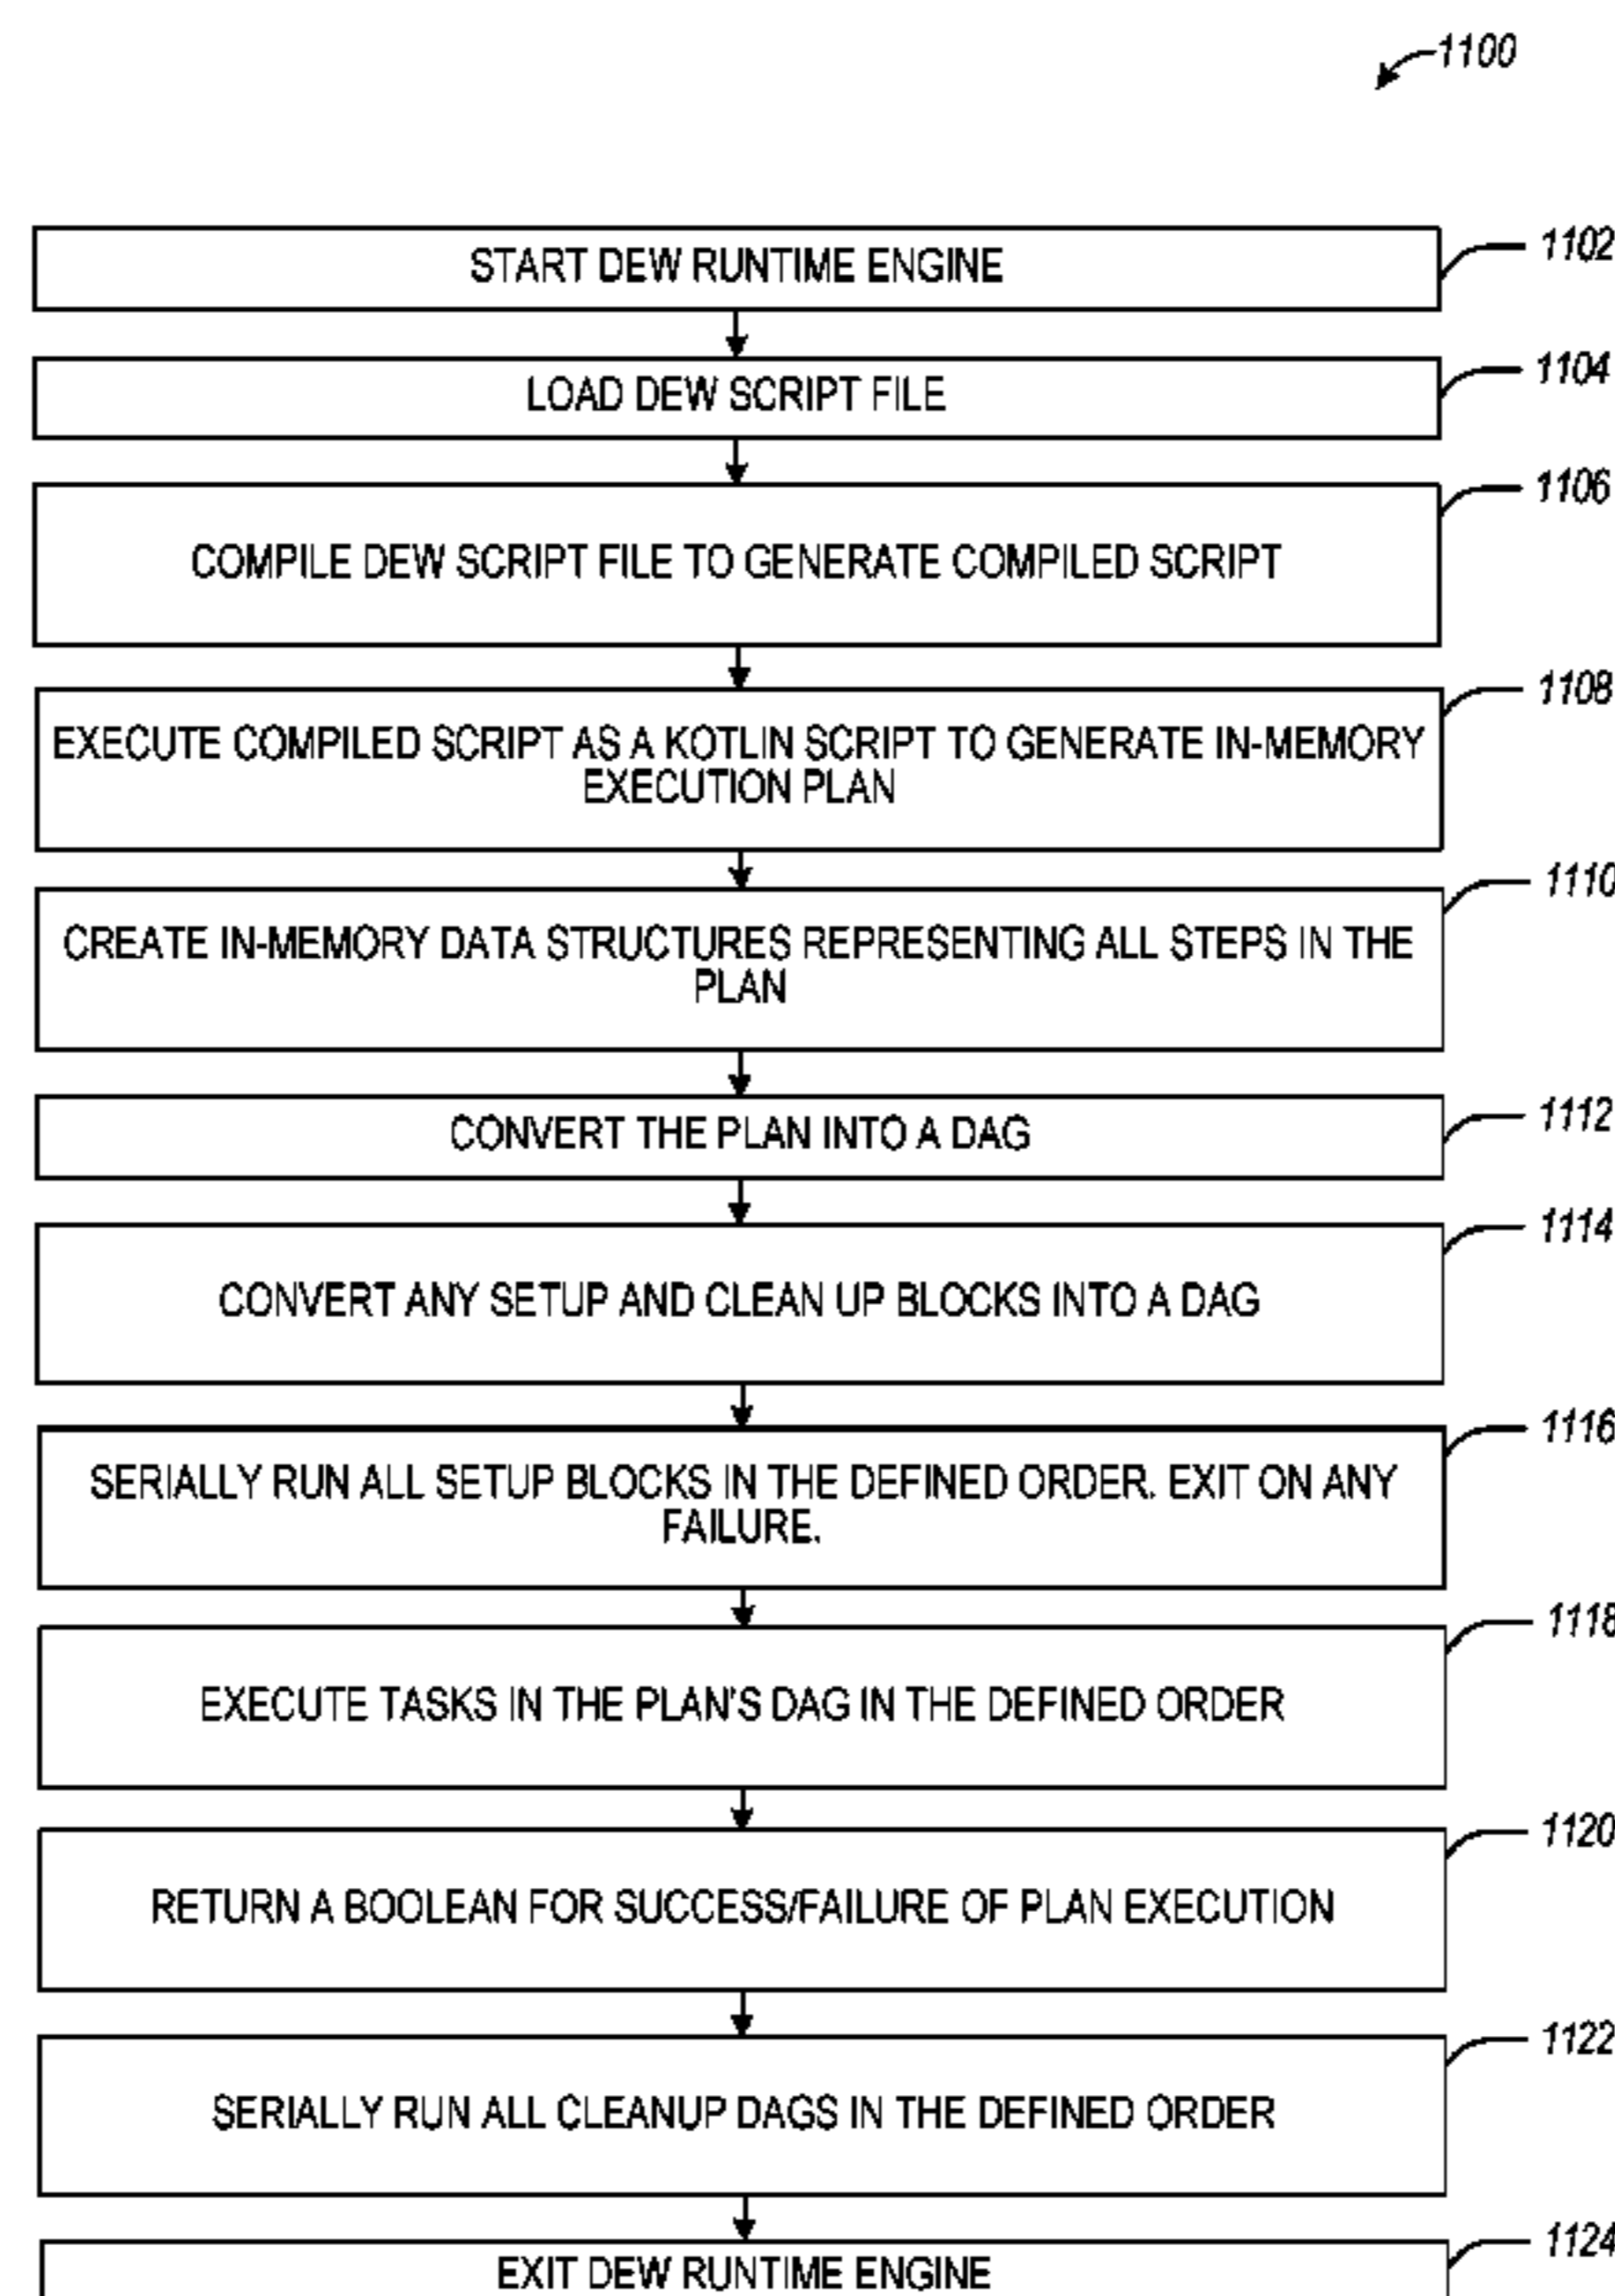 1100
START DEW RUNTIME ENGINE
1102
LOAD DEW SCRIPT FILE
1104
COMPILE DEW SCRIPT FILE TO GENERATE COMPILED SCRIPT
1106
EXECUTE COMPILED SCRIPT AS A KOTLIN SCRIPT TO GENERATE IN-MEMORY
EXECUTION PLAN
1108
CREATE IN-MEMORY DATA STRUCTURES REPRESENTING ALL STEPS IN THE
PLAN
1110
CONVERT THE PLAN INTO A DAG
1112
CONVERT ANY SETUP AND CLEAN UP BLOCKS INTO A DAG
1114
SERIALLY RUN ALL SETUP BLOCKS IN THE DEFINED ORDER. EXIT ON ANY
FAILURE.
1116
EXECUTE TASKS IN THE PLAN'S DAG IN THE DEFINED ORDER
1118
RETURN A BOOLEAN FOR SUCCESS/FAILURE OF PLAN EXECUTION
1120
SERIALLY RUN ALL CLEANUP DAGS IN THE DEFINED ORDER
1122
EXIT DEW RUNTIME ENGINE
1124